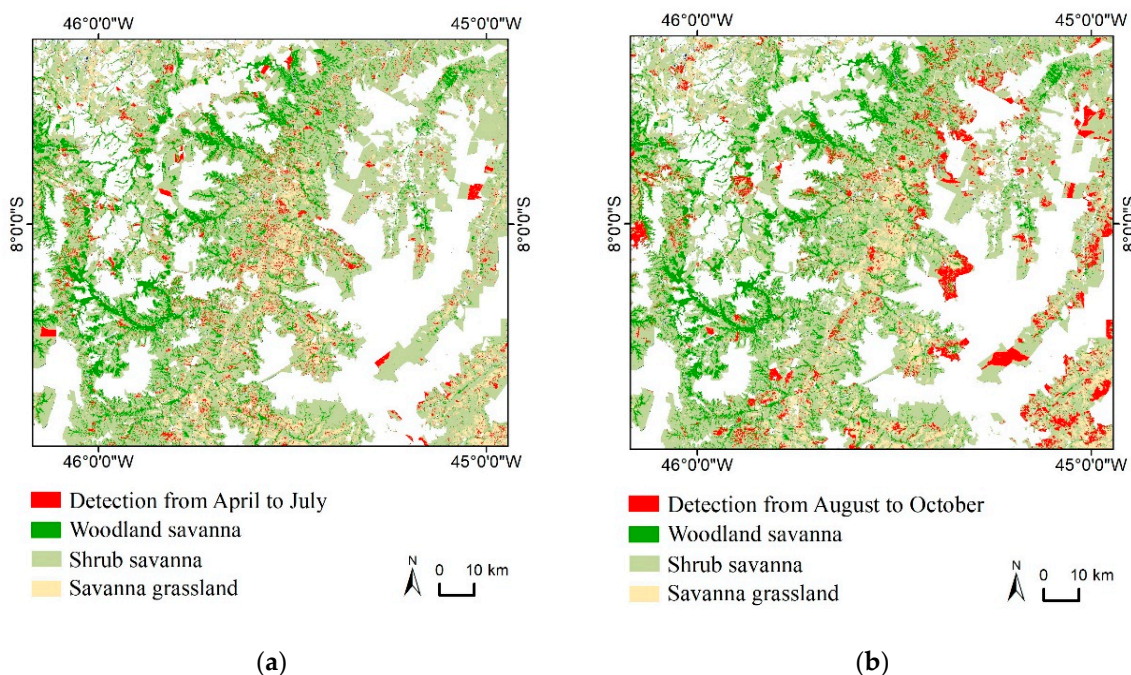 46°0'0"W
45°0'0"W
8°0'0"S
8°0'0"S
46°0'0"W
45°0'0"W
Detection from April to July
Woodland savanna
Shrub savanna
Savanna grassland
N
0 10 km
(a)
46°0'0"W
45°0'0"W
8°0'0"S
8°0'0"S
46°0'0"W
45°0'0"W
Detection from August to October
Woodland savanna
Shrub savanna
Savanna grassland
N
0 10 km
(b)